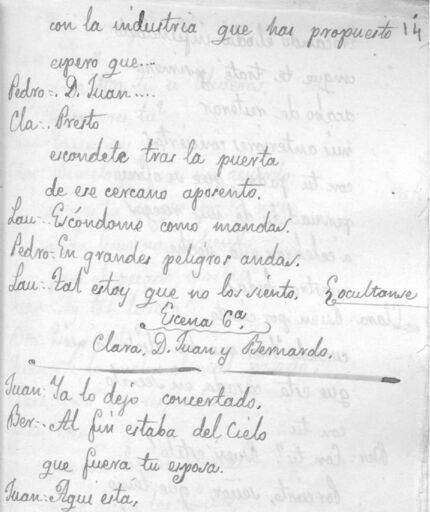 con la industria que has propuesto 14
espero que...
Pedro:. D. Juan....
Cla:. Presto
escondete tras la puerta
de ese cercano aposento.
Lau:. Escóndome como mandas.
Pedro:. En grandes peligros andas.
Lau:. Tal estoy que no los siento. Ecocultanse
Escena 6ª
Clara, D. Juan y Bernardo.
Juan: Ya lo dejo concertado.
Ber:. Al fin estaba del Cielo
que fuera tu esposa.
Juan: Aqui esta,